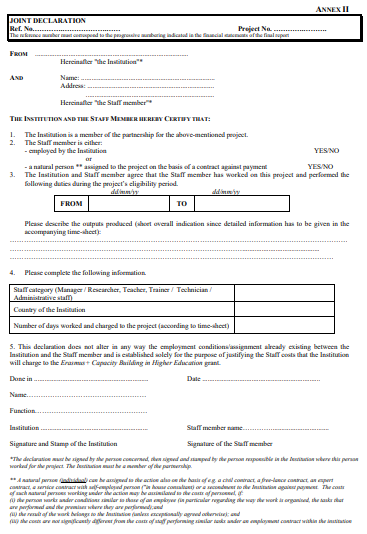 ANNEX II
JOINT DECLARATION
Ref. No.................................. Project No. .....................
The reference number must correspond to the progressive numbering indicated in the financial statements of the final report
FROM ..............................................................
Hereinafter "the Institution"*
AND Name: ......................................................
Address: ...................................................
......................................................
Hereinafter "the Staff member"*
THE INSTITUTION AND THE STAFF MEMBER HEREBY CERTIFY THAT:
1. The Institution is a member of the partnership for the above-mentioned project.
2. The Staff member is either:
- employed by the Institution YES/NO
or
- a natural person ** assigned to the project on the basis of a contract against payment YES/NO
3. The Institution and Staff member agree that the Staff member has worked on this project and performed the
following duties during the project's eligibility period.
dd/mm/yy dd/mm/yy
FROM TO
Please describe the outputs produced (short overall indication since detailed information has to be given in the
accompanying time-sheet):
........................................................................................................................
........................................................................................................................
........................................................................................................................
4. Please complete the following information.
Staff category (Manager / Researcher, Teacher, Trainer / Technician /
Administrative staff)
Country of the Institution
Number of days worked and charged to the project (according to time-sheet)
5. This declaration does not alter in any way the employment conditions/assignment already existing between the
Institution and the Staff member and is established solely for the purpose of justifying the Staff costs that the Institution
will charge to the Erasmus+ Capacity Building in Higher Education grant.
Done in .............................................. Date ..............................................
Name..............................................
Function..............................................
Institution .............................................. Staff member name..................................
Signature and Stamp of the Institution Signature of the Staff member
*The declaration must be signed by the person concerned, then signed and stamped by the person responsible in the Institution where this person
worked for the project. The Institution must be a member of the partnership.
** A natural person (individual) can be assigned to the action also on the basis of e.g. a civil contract, a free-lance contract, an expert
contract, a service contract with self-employed person ("in house consultant) or a secondment to the Institution against payment. The costs
of such natural persons working under the action may be assimilated to the costs of personnel, if:
(i) the person works under conditions similar to those of an employee (in particular regarding the way the work is organised, the tasks that
are performed and the premises where they are performed); and
(ii) the result of the work belongs to the Institution (unless exceptionally agreed otherwise); and
(iii) the costs are not significantly different from the costs of staff performing similar tasks under an employment contract within the institution